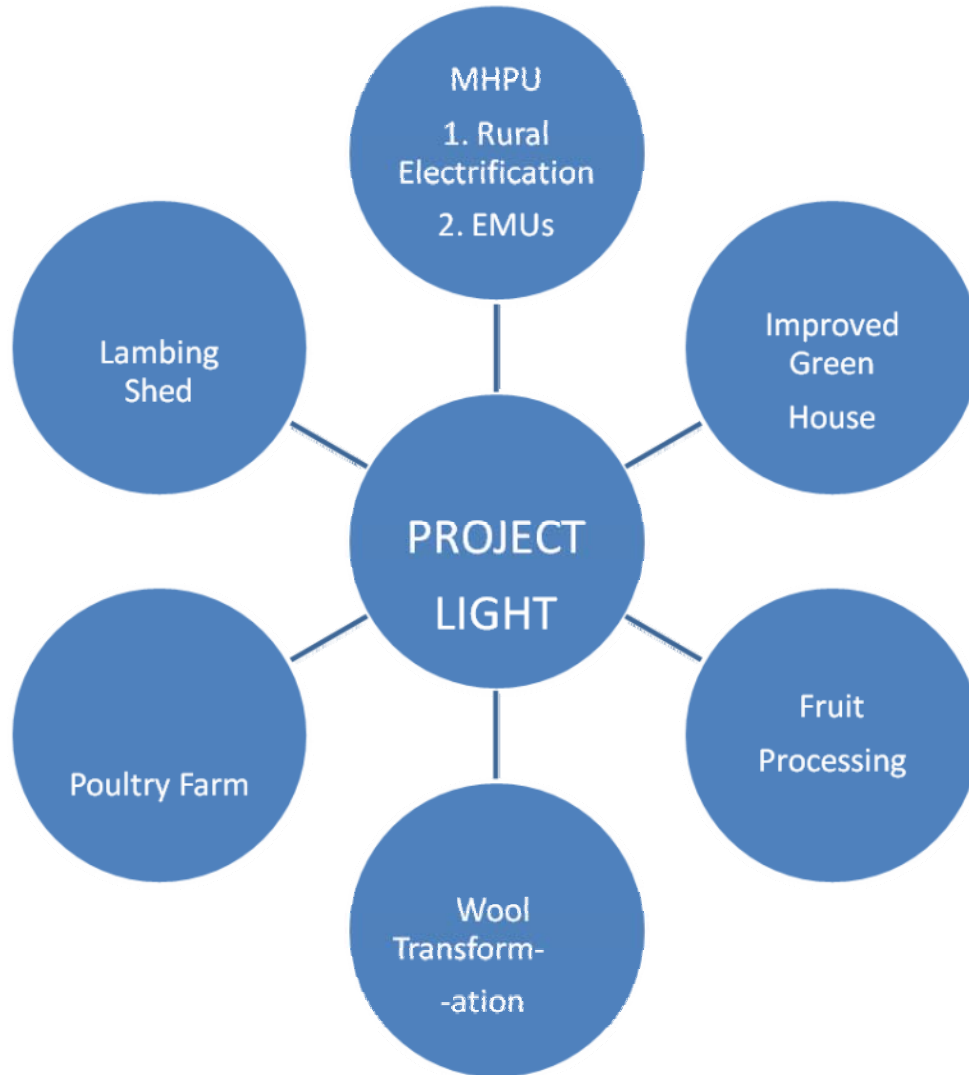 MHPU
1. Rural
Electrification
2. EMUs
Lambing
Shed
Improved
Green
House
PROJECT
LIGHT
Poultry Farm
Fruit
Processing
Wool
Transform-
-ation